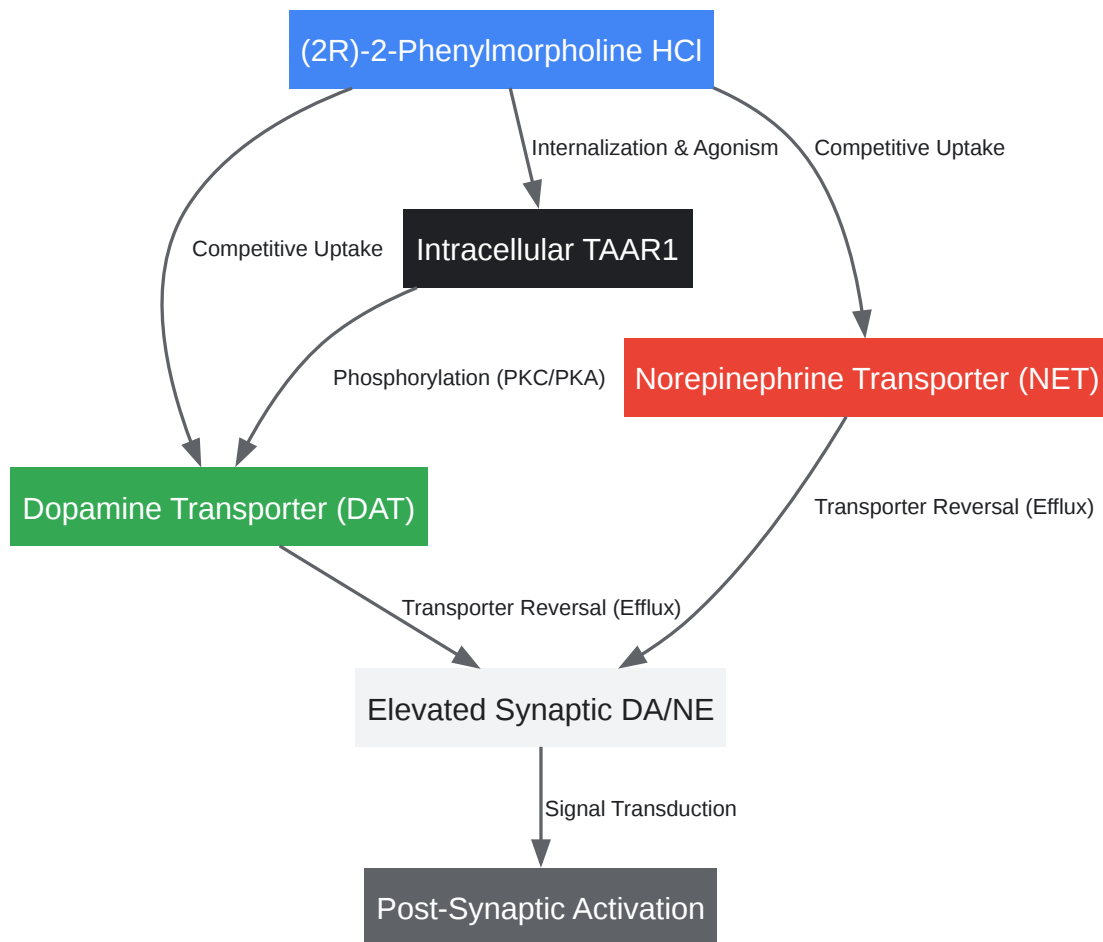 (2R)-2-Phenylmorpholine HCl
Internalization & Agonism
Competitive Uptake
Competitive Uptake
Intracellular TAAR1
Phosphorylation (PKC/PKA)
Norepinephrine Transporter (NET)
Dopamine Transporter (DAT)
Transporter Reversal (Efflux)
Transporter Reversal (Efflux)
Elevated Synaptic DA/NE
Signal Transduction
Post-Synaptic Activation